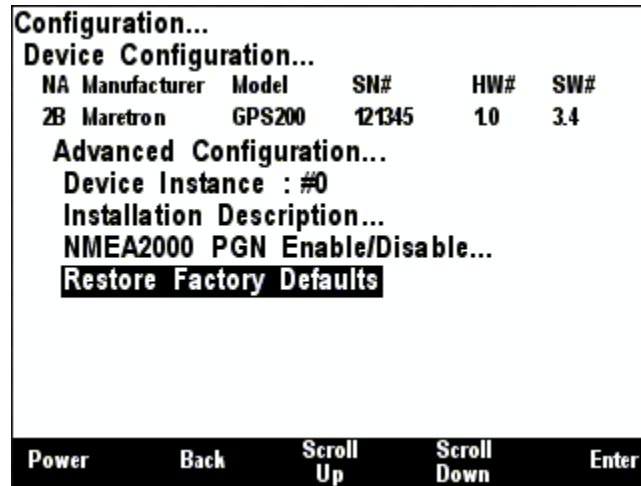 Configuration...
Device Configuration...
NA Manufacturer Model SN# HW# SW#
2B Maretron GPS200 121345 1.0 3.4
Advanced Configuration...
Device Instance : #0
Installation Description...
NMEA2000 PGN Enable/Disable...
Restore Factory Defaults
Power Back Scroll Up Scroll Down Enter